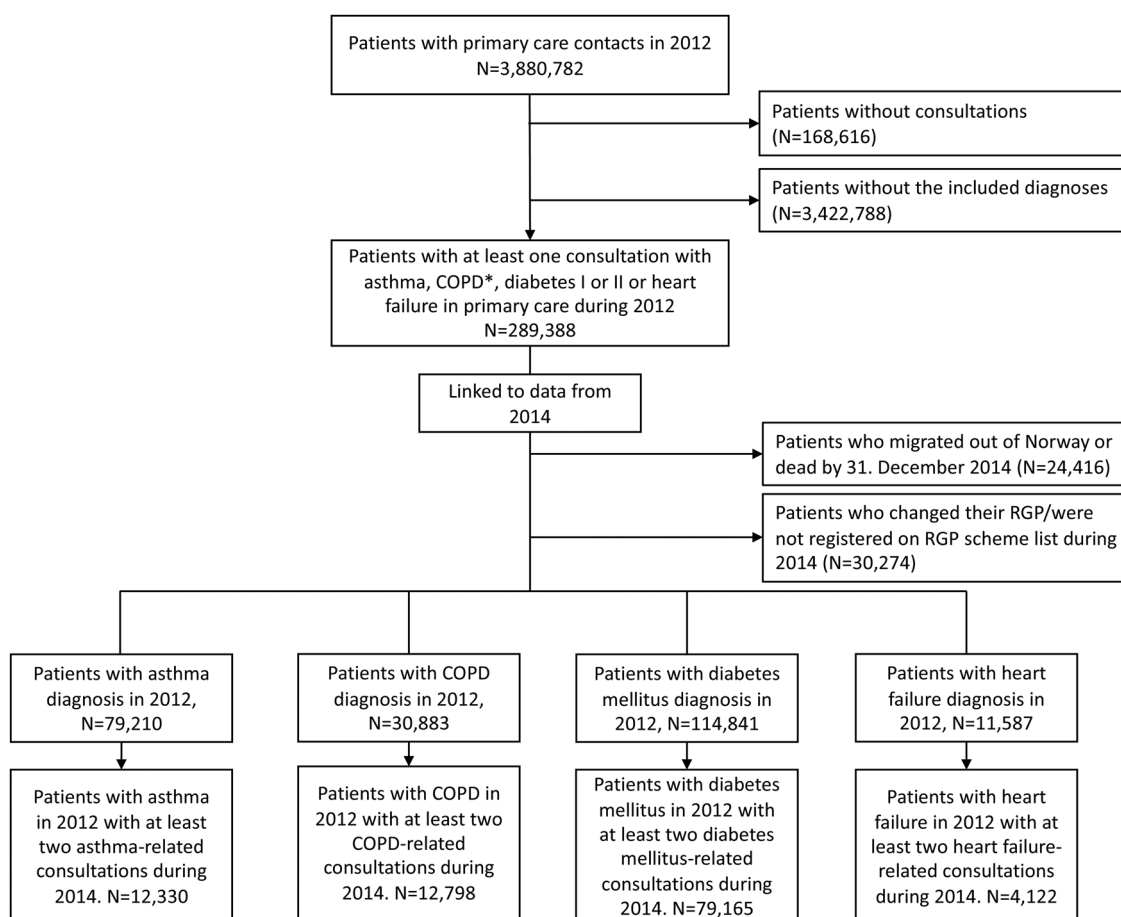 Patients with primary care contacts in 2012
N=3,880,782
Patients without consultations
(N=168,616)
Patients without the included diagnoses
(N=3,422,788)
Patients with at least one consultation with
asthma, COPD*, diabetes I or II or heart
failure in primary care during 2012
N=289,388
Linked to data from
2014
Patients who migrated out of Norway or
dead by 31. December 2014 (N=24,416)
Patients who changed their RGP/were
not registered on RGP scheme list during
2014 (N=30,274)
Patients with asthma
diagnosis in 2012,
N=79,210
Patients with COPD
diagnosis in 2012,
N=30,883
Patients with diabetes
mellitus diagnosis in
2012, N=114,841
Patients with heart
failure diagnosis in
2012, N=11,587
Patients with asthma
in 2012 with at least
two asthma-related
consultations during
2014. N=12,330
Patients with COPD in
2012 with at least two
COPD-related
consultations during
2014. N=12,798
Patients with diabetes
mellitus in 2012 with
at least two diabetes
mellitus-related
consultations during
2014. N=79,165
Patients with heart
failure in 2012 with at
least two heart failure-
related consultations
during 2014. N=4,122